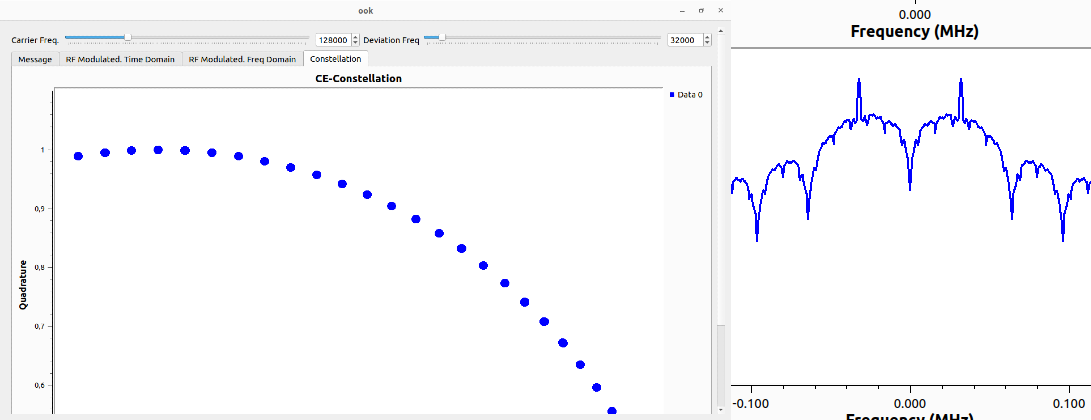 ook
Carrier Freq. 128000 Deviation Freq 32000
Message RF Modulated. Time Domain RF Modulated. Freq Domain Constellation
CE-Constellation
Data 0
1
0,9
0,8
0,7
0,6
Quadrature
0.000
Frequency (MHz)
-0.100 0.000 0.100
Frequency (MHz)